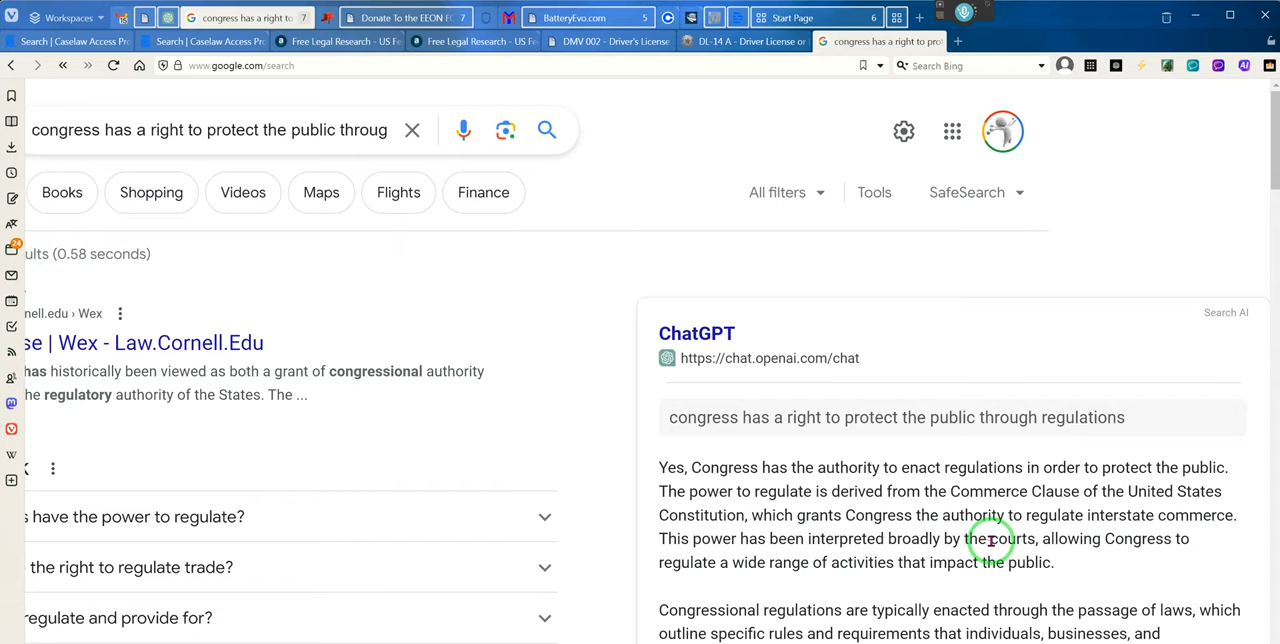 Workspaces
congress has a right to 7
Donate To the EEON F 7
BatteryEvo.com 5
Start Page 6
Search | Caselaw Access Pro
Search | Caselaw Access Pro
Free Legal Research - US Fe
Free Legal Research - US Fe
DMV 002 - Driver's License
DL-14 A - Driver License or
congress has a right to pro
www.google.com/search
Search Bing
congress has a right to protect the public throug
Books
Shopping
Videos
Maps
Flights
Finance
All filters
Tools
SafeSearch
ults (0.58 seconds)
nell.edu › Wex
se | Wex - Law.Cornell.Edu
has historically been viewed as both a grant of congressional authority
he regulatory authority of the States. The ...
s have the power to regulate?
the right to regulate trade?
regulate and provide for?
24
Search AI
ChatGPT
https://chat.openai.com/chat
congress has a right to protect the public through regulations
Yes, Congress has the authority to enact regulations in order to protect the public.
The power to regulate is derived from the Commerce Clause of the United States
Constitution, which grants Congress the authority to regulate interstate commerce.
This power has been interpreted broadly by the courts, allowing Congress to
regulate a wide range of activities that impact the public.
Congressional regulations are typically enacted through the passage of laws, which
outline specific rules and requirements that individuals, businesses, and